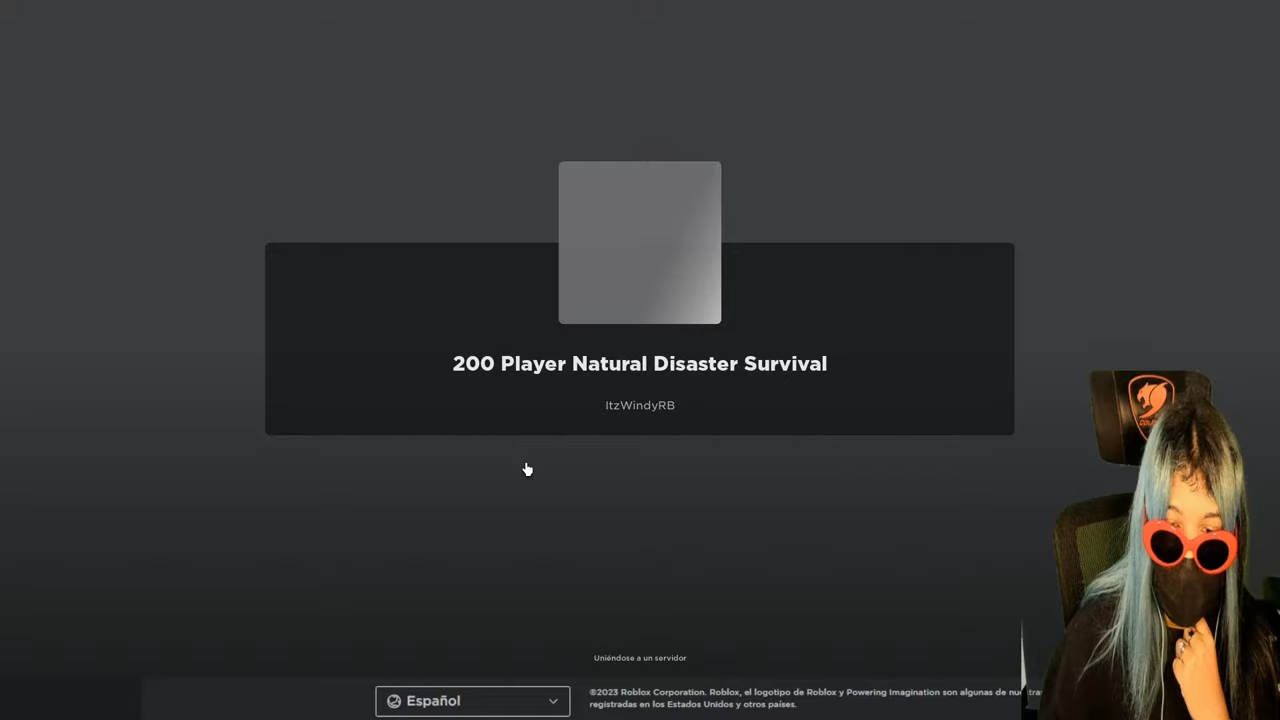 200 Player Natural Disaster Survival
ItzWindyRB
Uniéndose a un servidor
Español
©2023 Roblox Corporation. Roblox, el logotipo de Roblox y Powering Imagination son algunas de
registradas en los Estados Unidos y otros países.